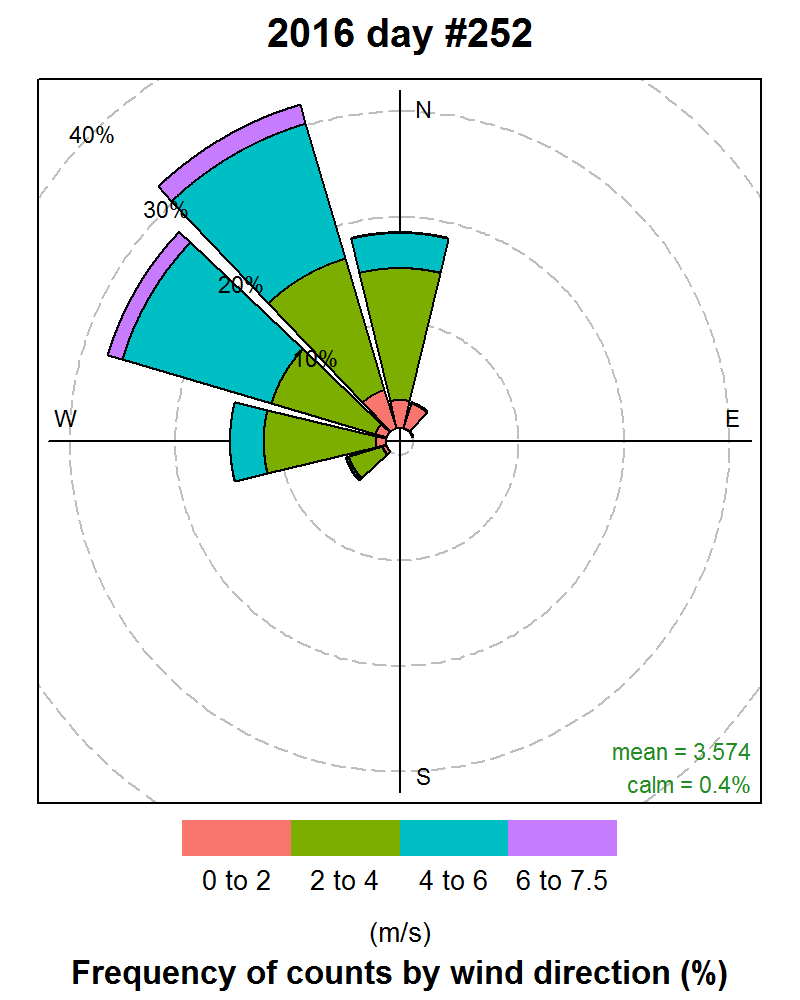 2016 day #252
N
40%
30%
20%
10%
W
E
mean = 3.574
S
calm = 0.4%
0 to 2
2 to 4
4 to 6
6 to 7.5
(m/s)
Frequency of counts by wind direction (%)